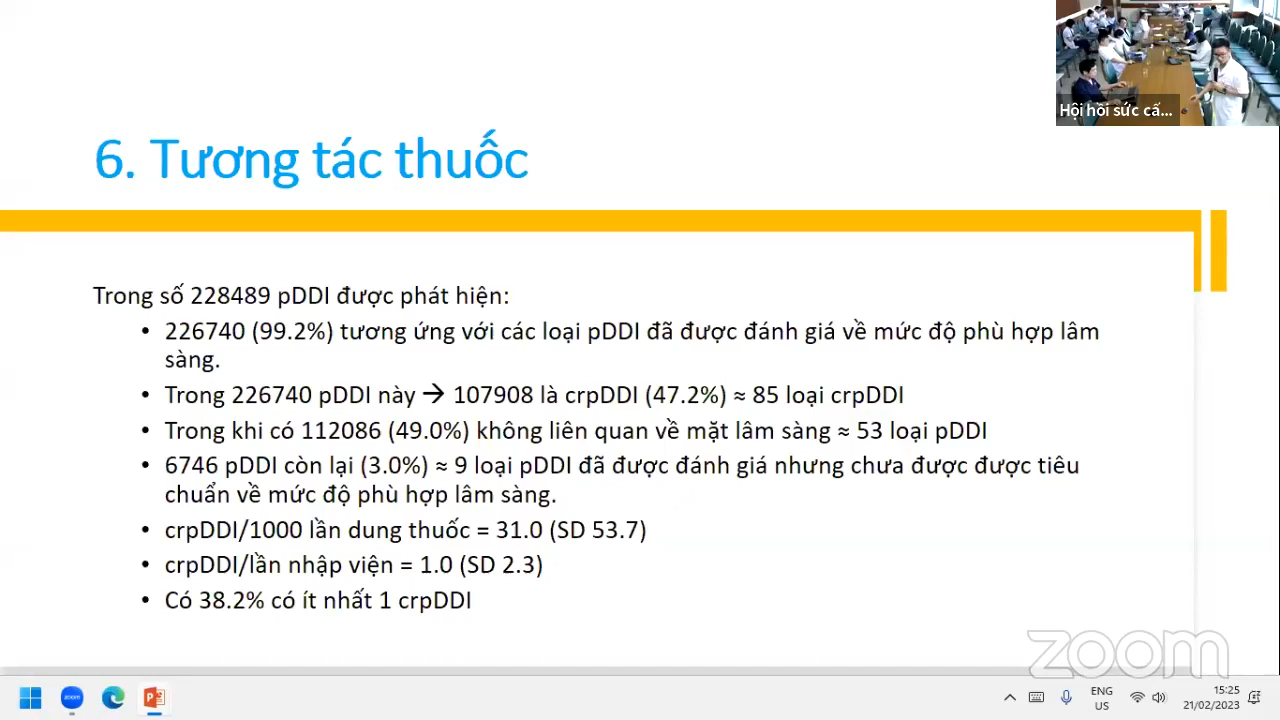 Hội hồi sức cấ...
6. Tương tác thuốc
Trong số 228489 pDDI được phát hiện:
• 226740 (99.2%) tương ứng với các loại pDDI đã được đánh giá về mức độ phù hợp lâm
sàng.
• Trong 226740 pDDI này → 107908 là crpDDI (47.2%) ≈ 85 loại crpDDI
• Trong khi có 112086 (49.0%) không liên quan về mặt lâm sàng ≈ 53 loại pDDI
• 6746 pDDI còn lại (3.0%) ≈ 9 loại pDDI đã được đánh giá nhưng chưa được được tiêu
chuẩn về mức độ phù hợp lâm sàng.
• crpDDI/1000 lần dung thuốc = 31.0 (SD 53.7)
• crpDDI/lần nhập viện = 1.0 (SD 2.3)
• Có 38.2% có ít nhất 1 crpDDI
zoom
zoom
ENG
US
15:25
21/02/2023